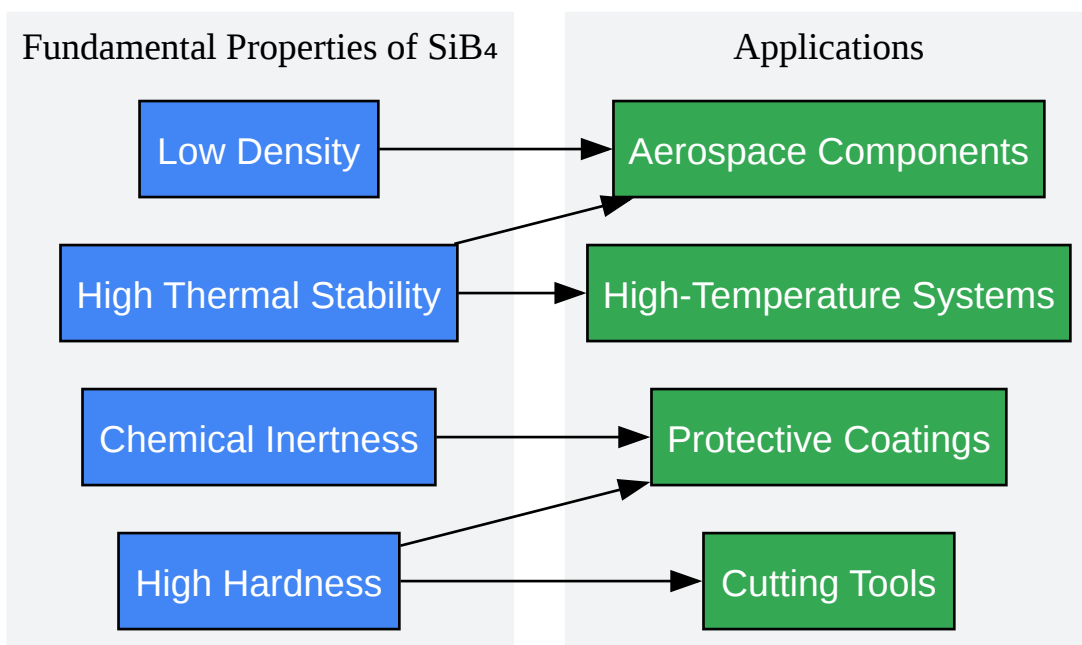 Fundamental Properties of SiB₄
Low Density
High Thermal Stability
Chemical Inertness
High Hardness
Applications
Aerospace Components
High-Temperature Systems
Protective Coatings
Cutting Tools